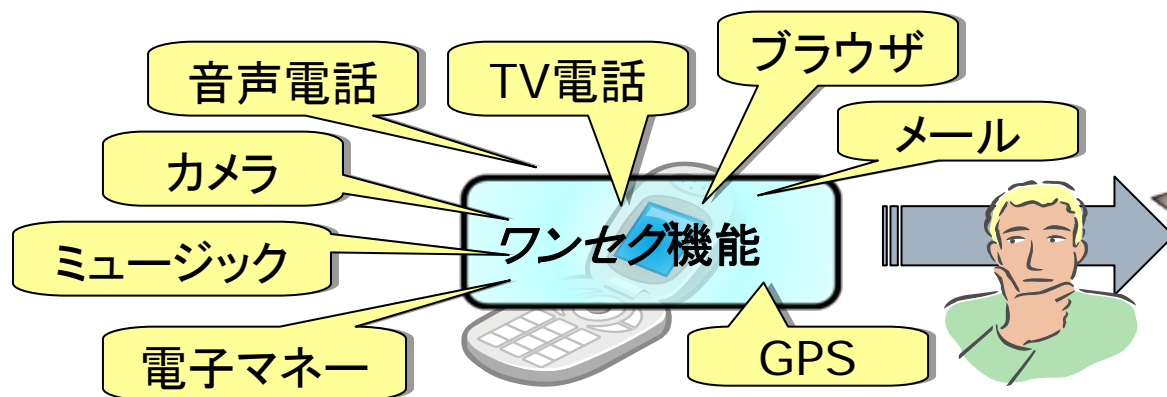 音声電話
TV電話
ブラウザ
メール
カメラ
ミュージック
ワンセグ機能
電子マネー
GPS